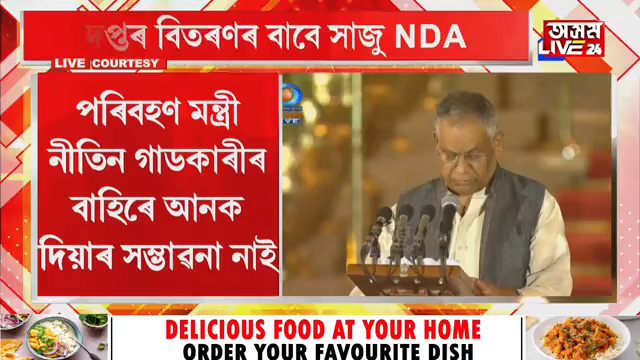 দপ্তৰ বিতৰণৰ বাবে সাজু NDA
অসম
LIVE 24
LIVE COURTESY
পৰিবহণ মন্ত্ৰী
নীতিন গাডকাৰীৰ
বাহিৰে আনক
দিয়াৰ সম্ভাৱনা নাই
LIVE
DELICIOUS FOOD AT YOUR HOME
ORDER YOUR FAVOURITE DISH